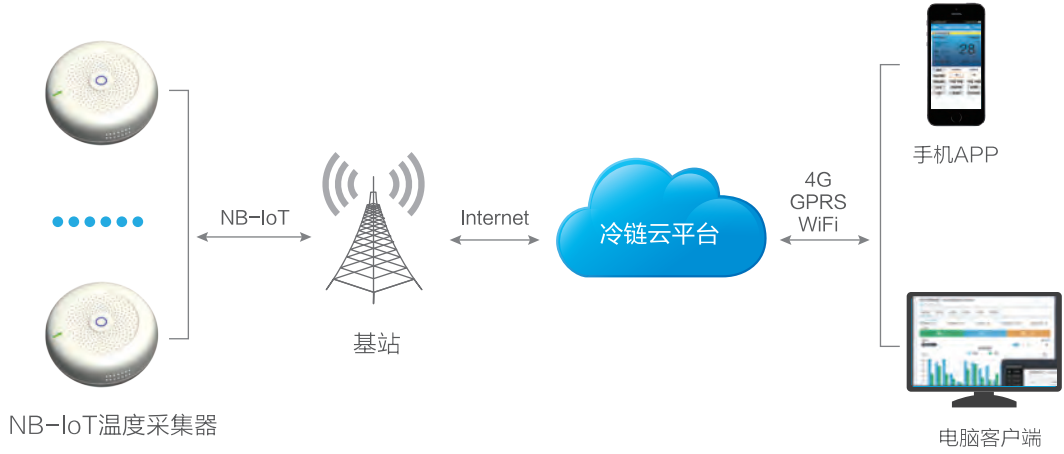 手机APP
4G
GPRS
WiFi
NB-IoT
Internet
冷链云平台
基站
NB-IoT温度采集器
电脑客户端
28